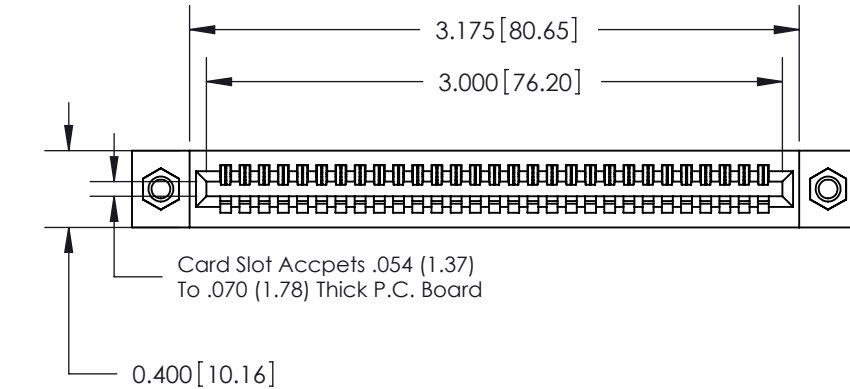 3.175[80.65]
3.000[76.20]
Card Slot Accpets .054 (1.37)
To .070 (1.78) Thick P.C. Board
0.400[10.16]